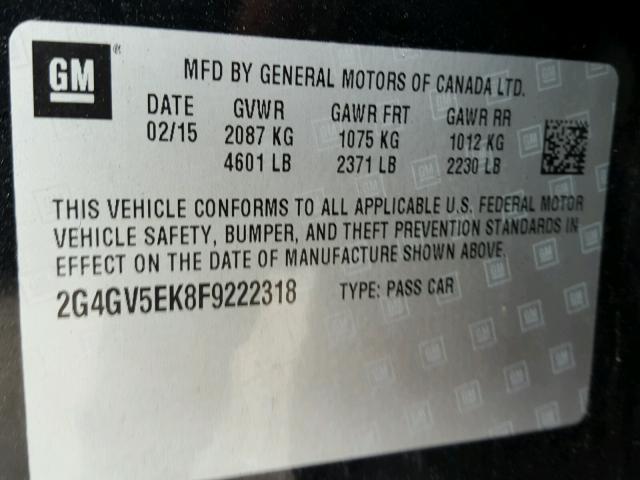 GM®
MFD BY GENERAL MOTORS OF CANADA LTD.
DATE GVWR GAWR FRT GAWR RR
02/15 2087 KG 1075 KG 1012 KG
4601 LB 2371 LB 2230 LB
THIS VEHICLE CONFORMS TO ALL APPLICABLE U.S. FEDERAL MOTOR
VEHICLE SAFETY, BUMPER, AND THEFT PREVENTION STANDARDS IN
EFFECT ON THE DATE OF MANUFACTURE SHOWN ABOVE.
2G4GV5EK8F9222318 TYPE: PASS CAR